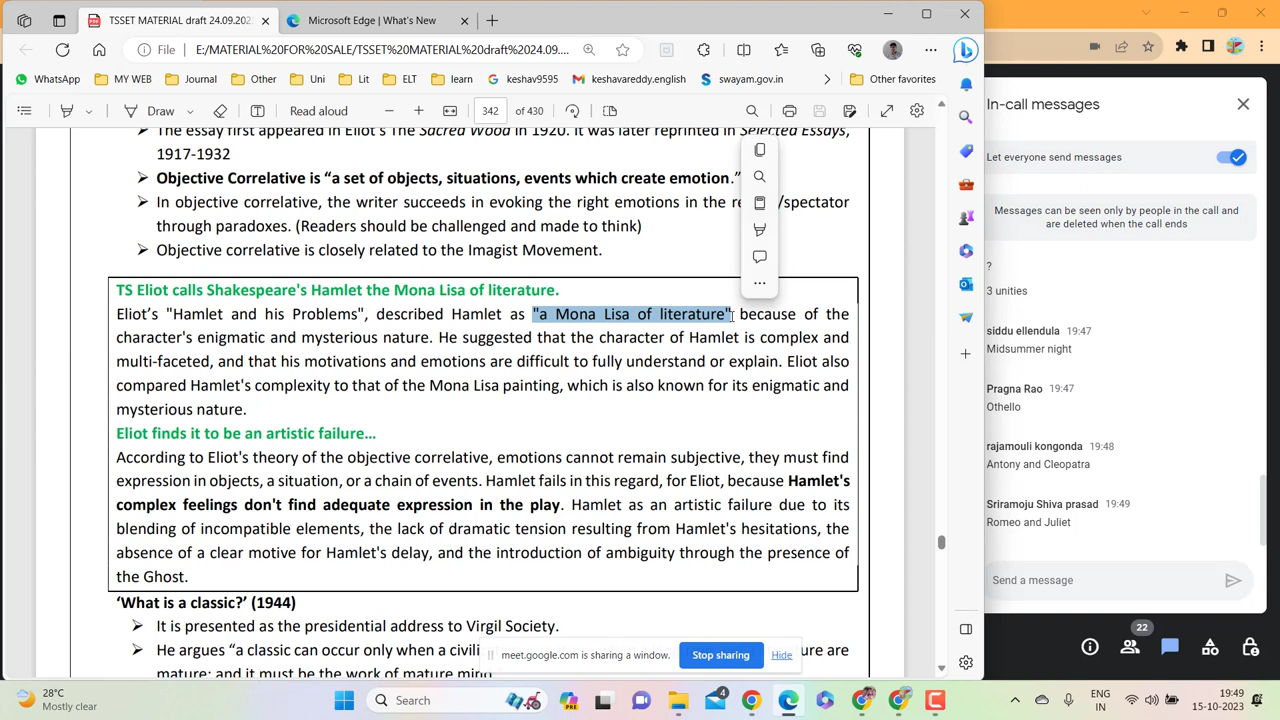 TSSET MATERIAL draft 24.09.202
Microsoft Edge | What's New
File
E:/MATERIAL%20FOR%20SALE/TSSET%20MATERIAL%20draft%2024.09....
WhatsApp
MY WEB
Journal
Other
Uni
Lit
ELT
learn
keshav9595
keshavareddy.english
swayam.gov.in
Other favorites
Draw
Read aloud
342
of 430
The essay first appeared in Eliot's The Sacred Wood in 1920. It was later reprinted in Selected Essays,
1917-1932
Objective Correlative is “a set of objects, situations, events which create emotion.”
In objective correlative, the writer succeeds in evoking the right emotions in the re /spectator
through paradoxes. (Readers should be challenged and made to think)
Objective correlative is closely related to the Imagist Movement.
TS Eliot calls Shakespeare's Hamlet the Mona Lisa of literature.
Eliot’s "Hamlet and his Problems", described Hamlet as "a Mona Lisa of literature" because of the
character's enigmatic and mysterious nature. He suggested that the character of Hamlet is complex and
multi-faceted, and that his motivations and emotions are difficult to fully understand or explain. Eliot also
compared Hamlet's complexity to that of the Mona Lisa painting, which is also known for its enigmatic and
mysterious nature.
Eliot finds it to be an artistic failure...
According to Eliot's theory of the objective correlative, emotions cannot remain subjective, they must find
expression in objects, a situation, or a chain of events. Hamlet fails in this regard, for Eliot, because Hamlet's
complex feelings don't find adequate expression in the play. Hamlet as an artistic failure due to its
blending of incompatible elements, the lack of dramatic tension resulting from Hamlet's hesitations, the
absence of a clear motive for Hamlet's delay, and the introduction of ambiguity through the presence of
the Ghost.
‘What is a classic?’ (1944)
It is presented as the presidential address to Virgil Society.
He argues “a classic can occur only when a civili ure are
mature; and it must be the work of mature mind
meet.google.com is sharing a window.
Stop sharing
Hide
In-call messages
Let everyone send messages
Messages can be seen only by people in the call and
are deleted when the call ends
?
3 unities
siddu ellendula 19:47
Midsummer night
Pragna Rao 19:47
Othello
rajamouli kongonda 19:48
Antony and Cleopatra
Sriramoju Shiva prasad 19:49
Romeo and Juliet
Send a message
22
28°C
Mostly clear
Search
PRE
4
ENG
IN
19:49
15-10-2023